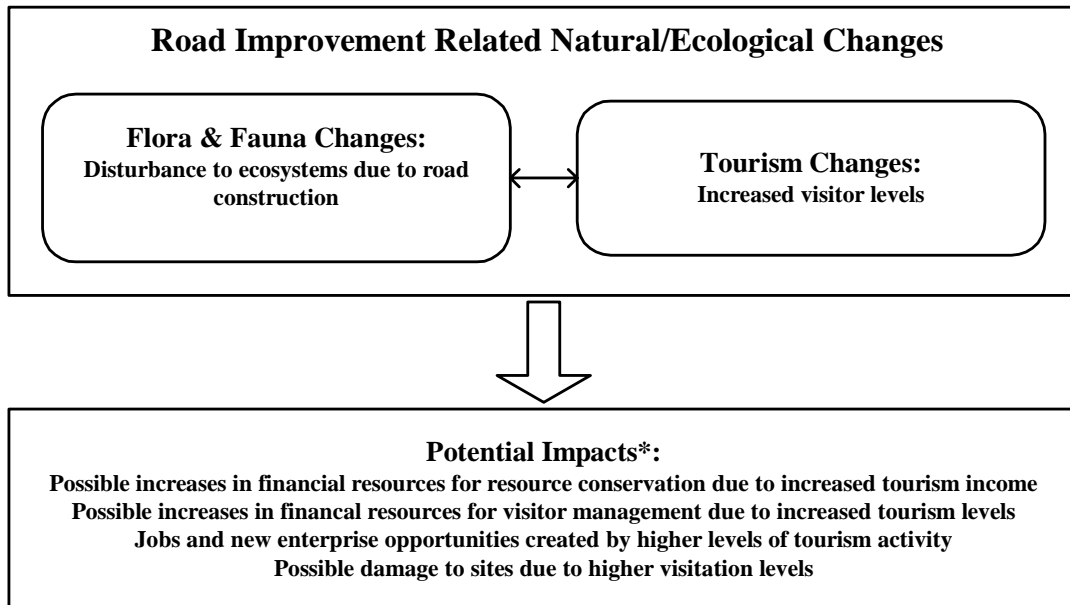 Road Improvement Related Natural/Ecological Changes
Flora & Fauna Changes:
Disturbance to ecosystems due to road
construction
Tourism Changes:
Increased visitor levels
Potential Impacts*:
Possible increases in financial resources for resource conservation due to increased tourism income
Possible increases in financal resources for visitor management due to increased tourism levels
Jobs and new enterprise opportunities created by higher levels of tourism activity
Possible damage to sites due to higher visitation levels